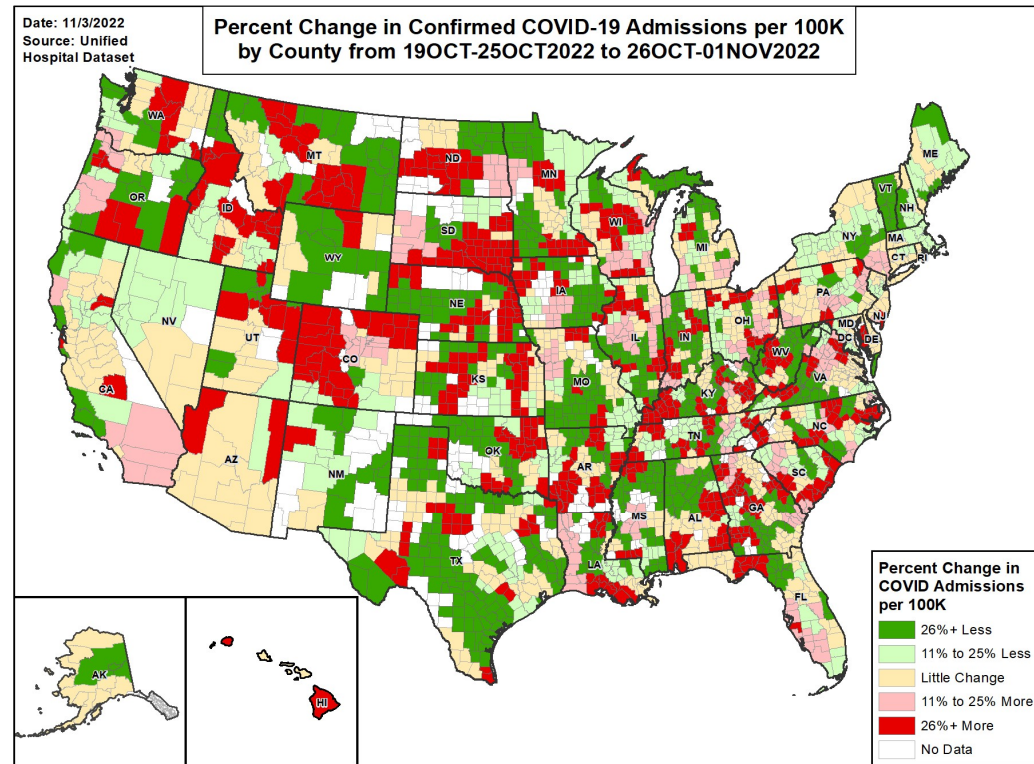 Date: 11/3/2022
Source: Unified
Hospital Dataset
Percent Change in Confirmed COVID-19 Admissions per 100K
by County from 19OCT-25OCT2022 to 26OCT-01NOV2022
WA
MT
ND
MN
ME
OR
ID
SD
WI
MI
VT
NH
NY
MA
CT
RI
WY
IA
NE
PA
NJ
NV
UT
CO
IL
IN
OH
MD
DC
DE
WV
VA
CA
KS
MO
KY
AZ
NM
OK
AR
TN
NC
SC
MS
AL
GA
TX
LA
FL
AK
HI
Percent Change in
COVID Admissions
per 100K
26%+ Less
11% to 25% Less
Little Change
11% to 25% More
26%+ More
No Data